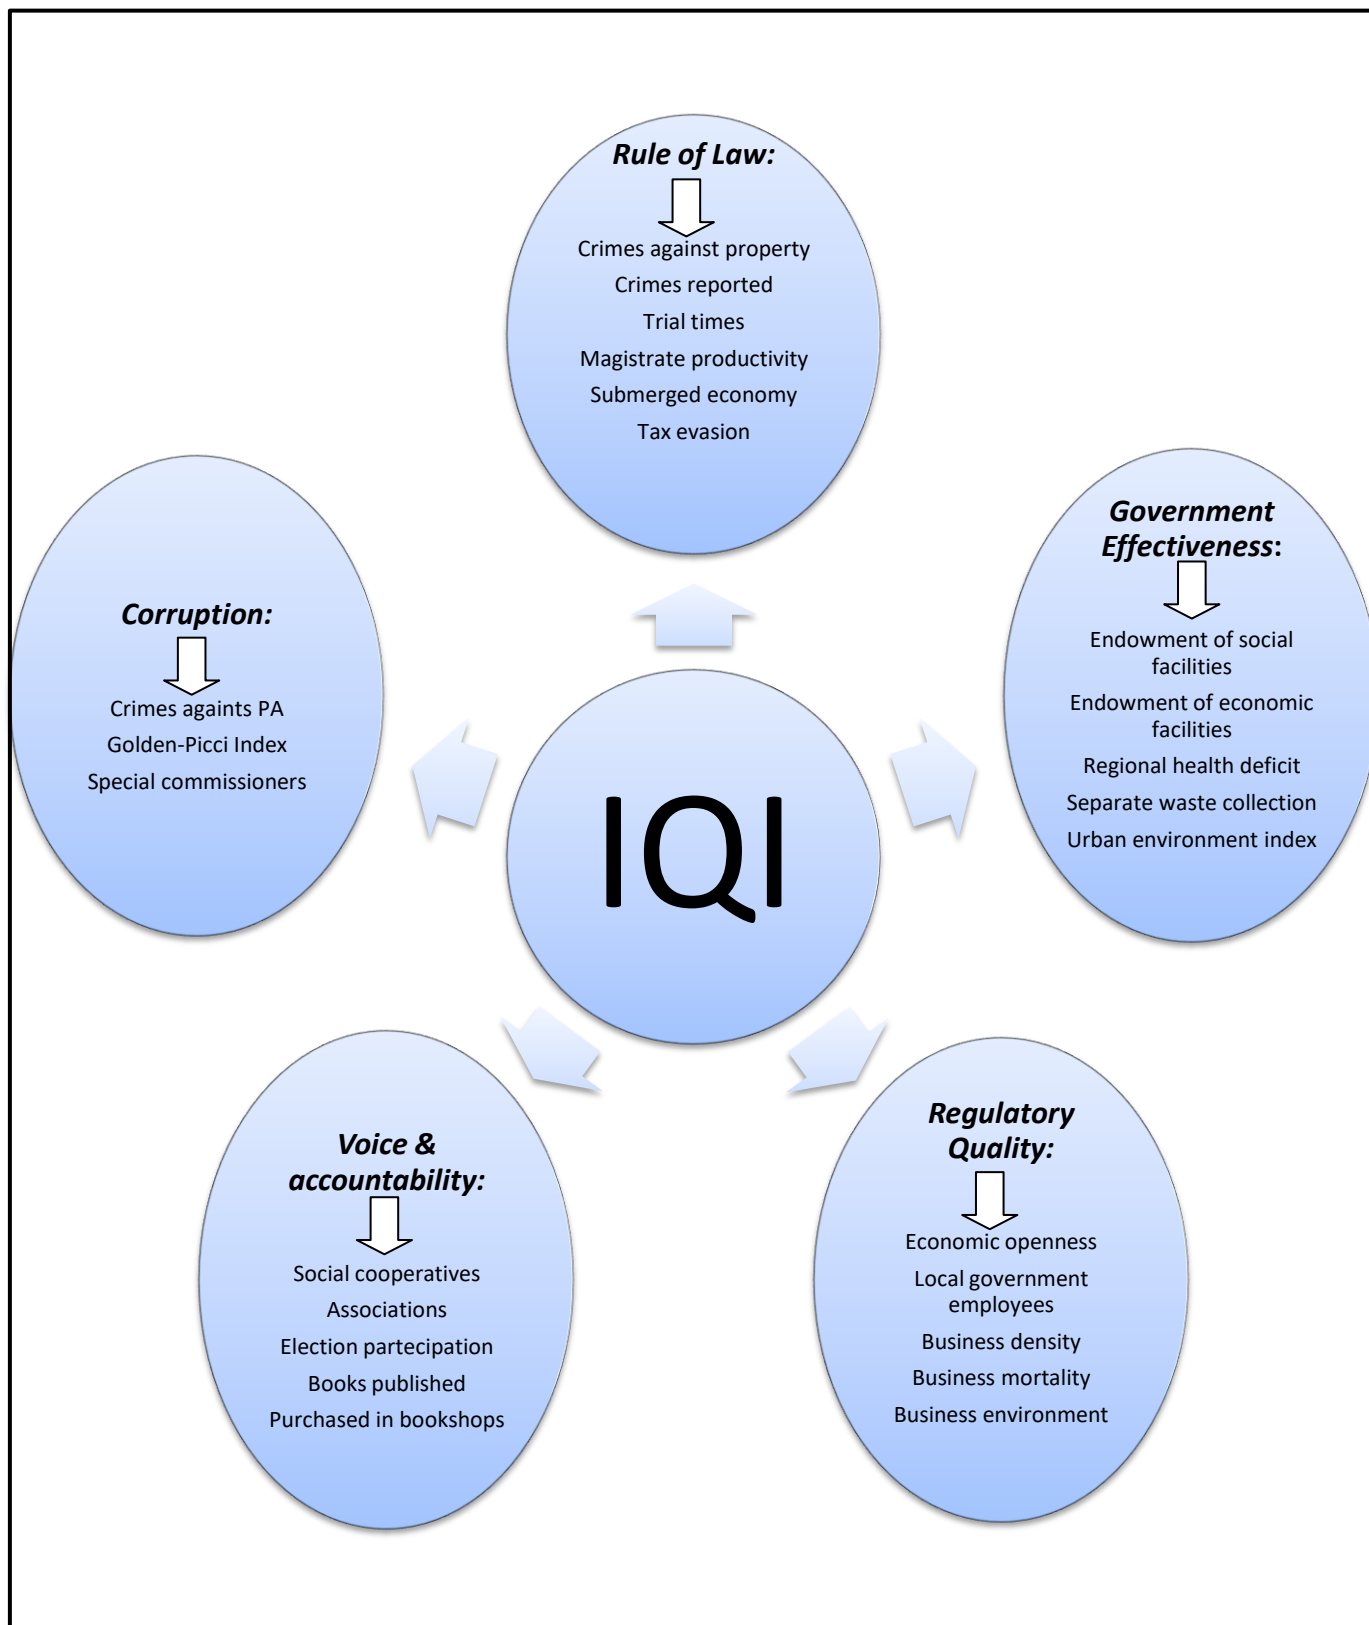 Rule of Law:
Crimes against property
Crimes reported
Trial times
Magistrate productivity
Submerged economy
Tax evasion
Government
Effectiveness:
Endowment of social
facilities
Endowment of economic
facilities
Regional health deficit
Separate waste collection
Urban environment index
Corruption:
Crimes againts PA
Golden-Picci Index
Special commissioners
IQI
Voice &
accountability:
Social cooperatives
Associations
Election partecipation
Books published
Purchased in bookshops
Regulatory
Quality:
Economic openness
Local government
employees
Business density
Business mortality
Business environment